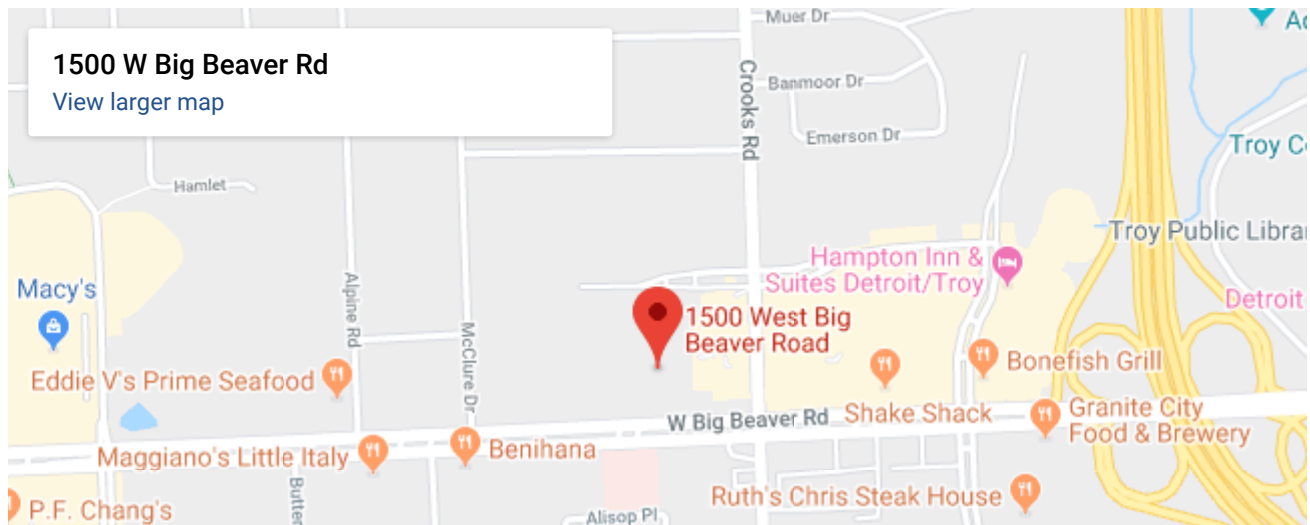 1500 W Big Beaver Rd
View larger map
Muer Dr
Crooks Rd
Banmoor Dr
Emerson Dr
Troy
Hamlet
Troy Public
Hampton Inn &
Suites Detroit/Troy
Macy's
Alpine Rd
Detroit
1500 West Big
Beaver Road
McClure Dr
Bonefish Grill
Eddie V's Prime Seafood
W Big Beaver Rd
Shake Shack
Granite City
Food & Brewery
Maggiano's Little Italy
Benihana
Ruth's Chris Steak House
P.F. Chang's
Alisop Pl